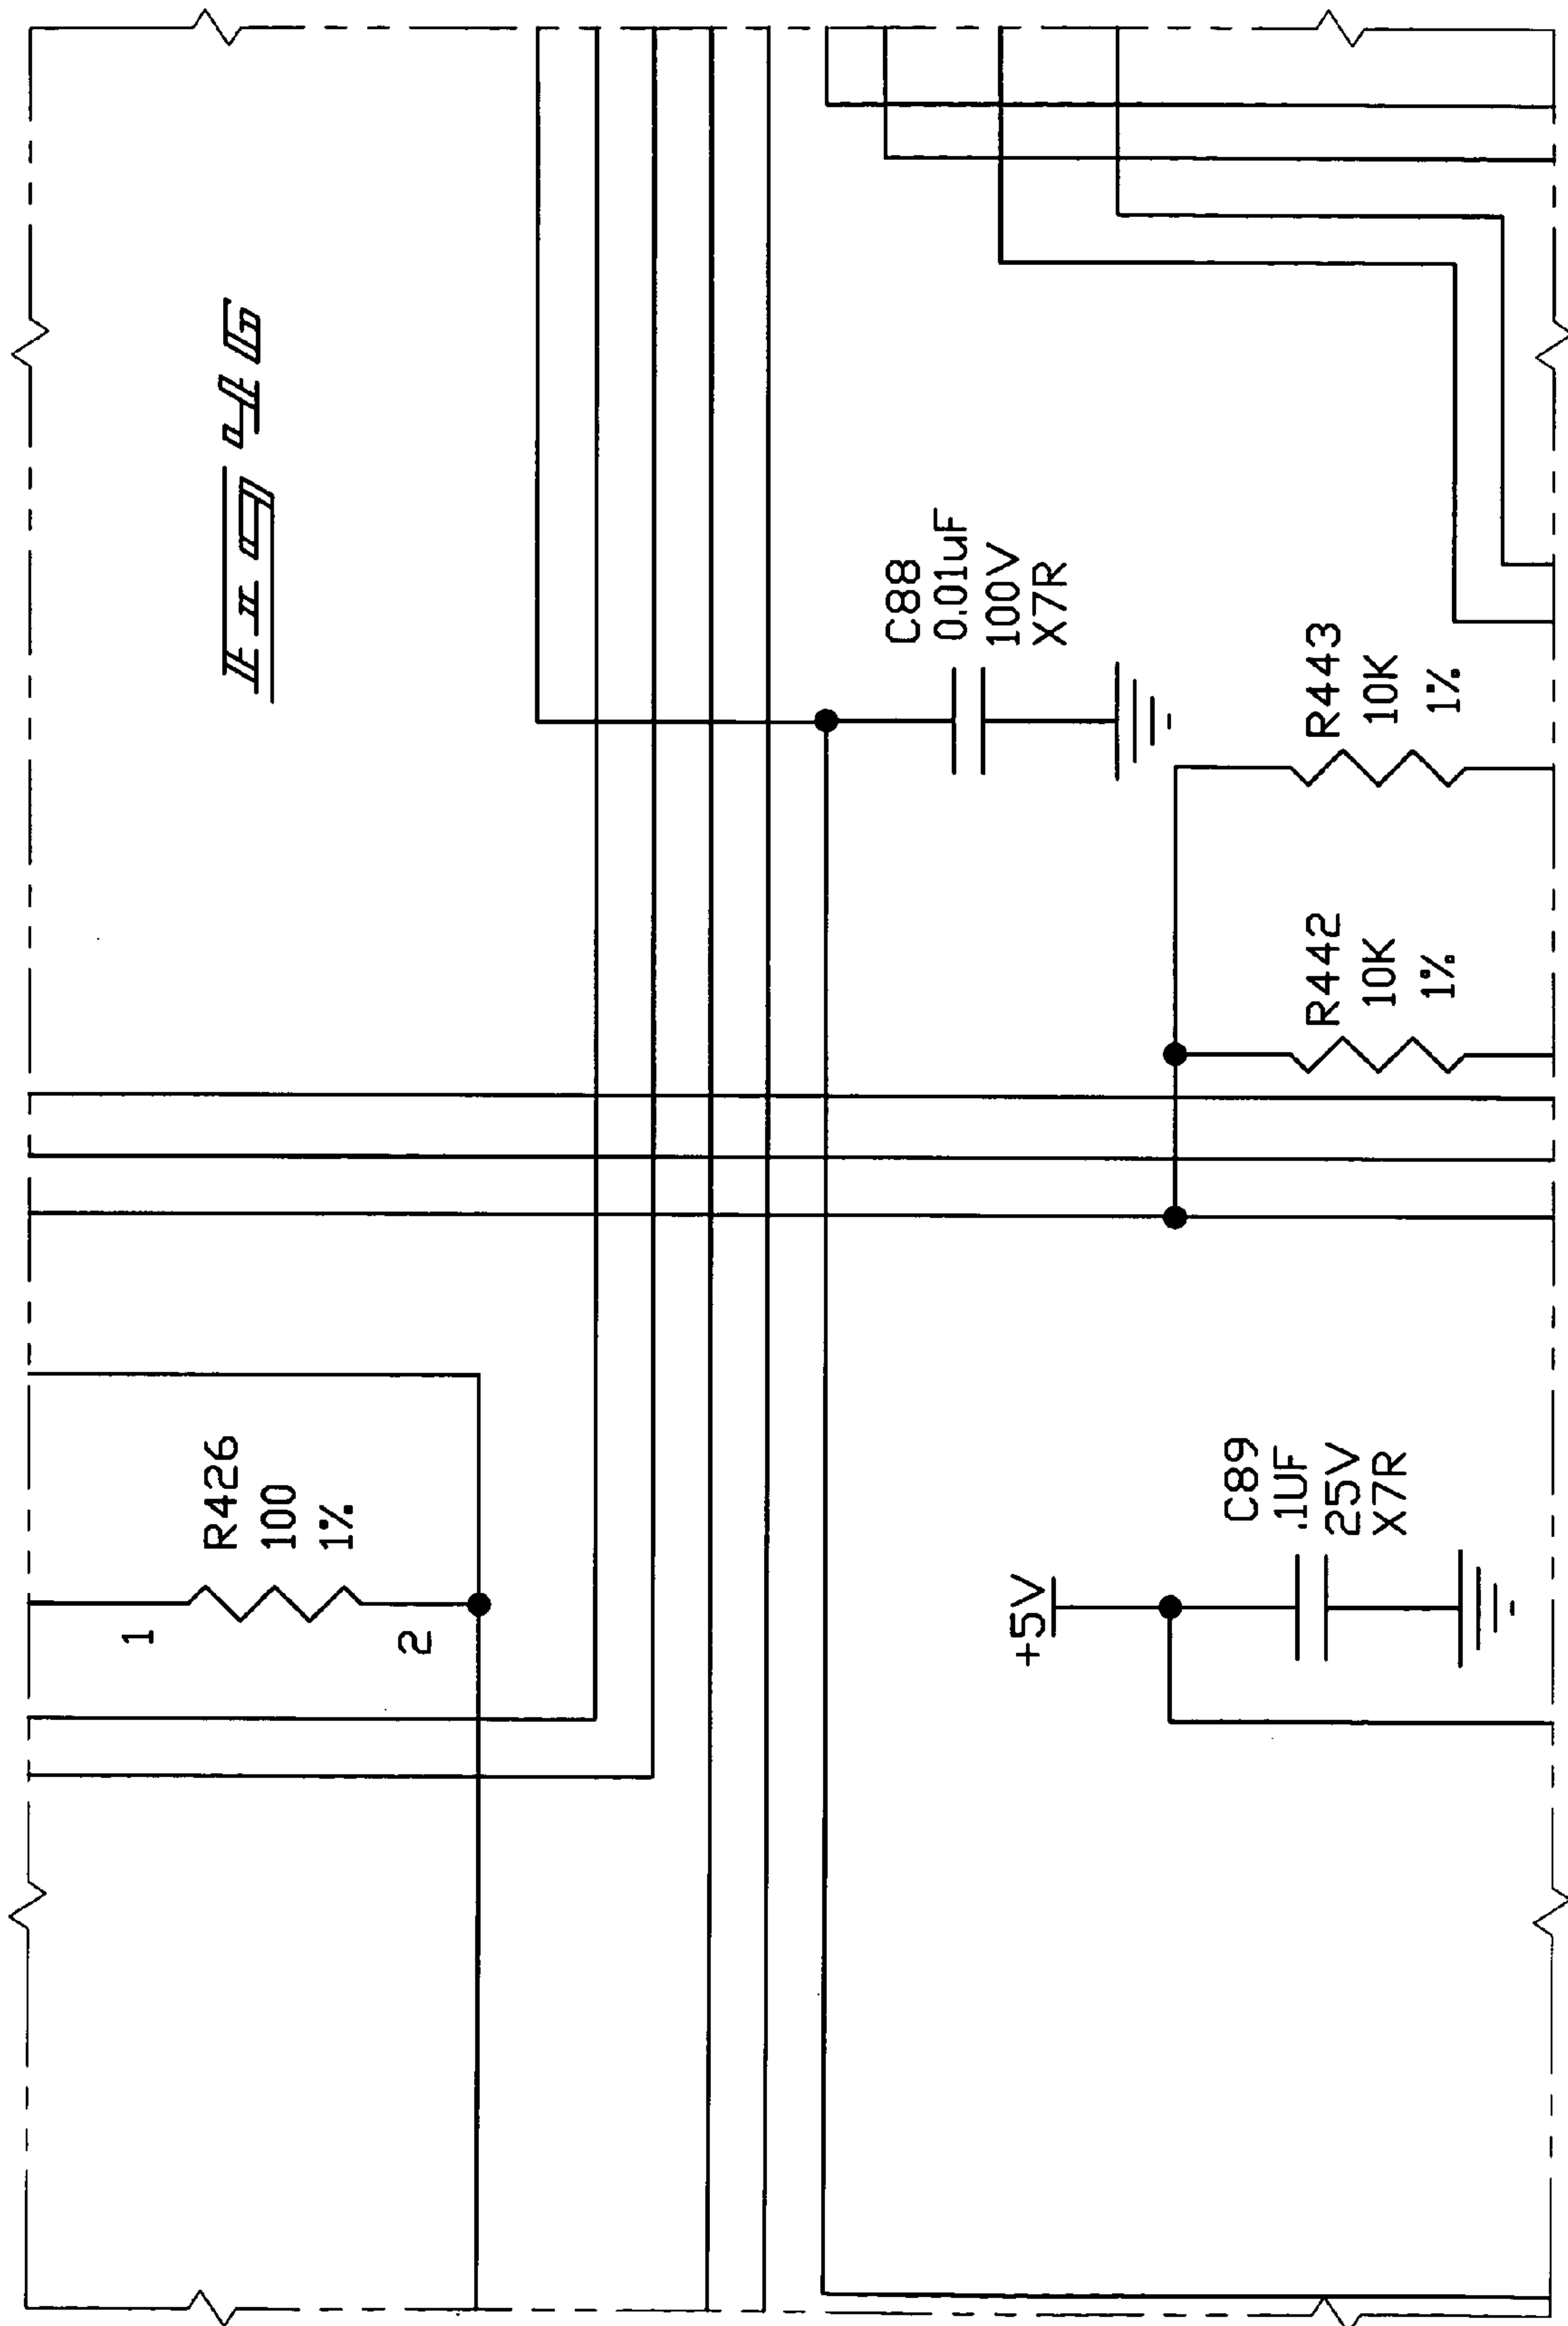 FIG 4G
R426
100
1%
1
2
C88
0.01uF
100V
X7R
R442
10K
1%
R443
10K
1%
+5V
C89
.1UF
25V
X7R